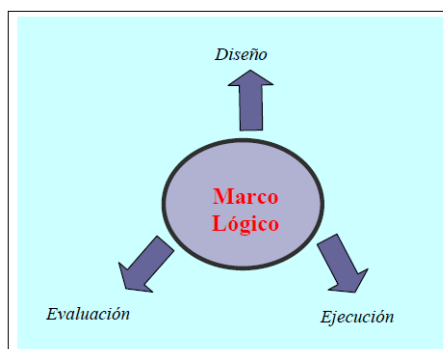 Diseño
Marco
Lógico
Evaluación
Ejecución